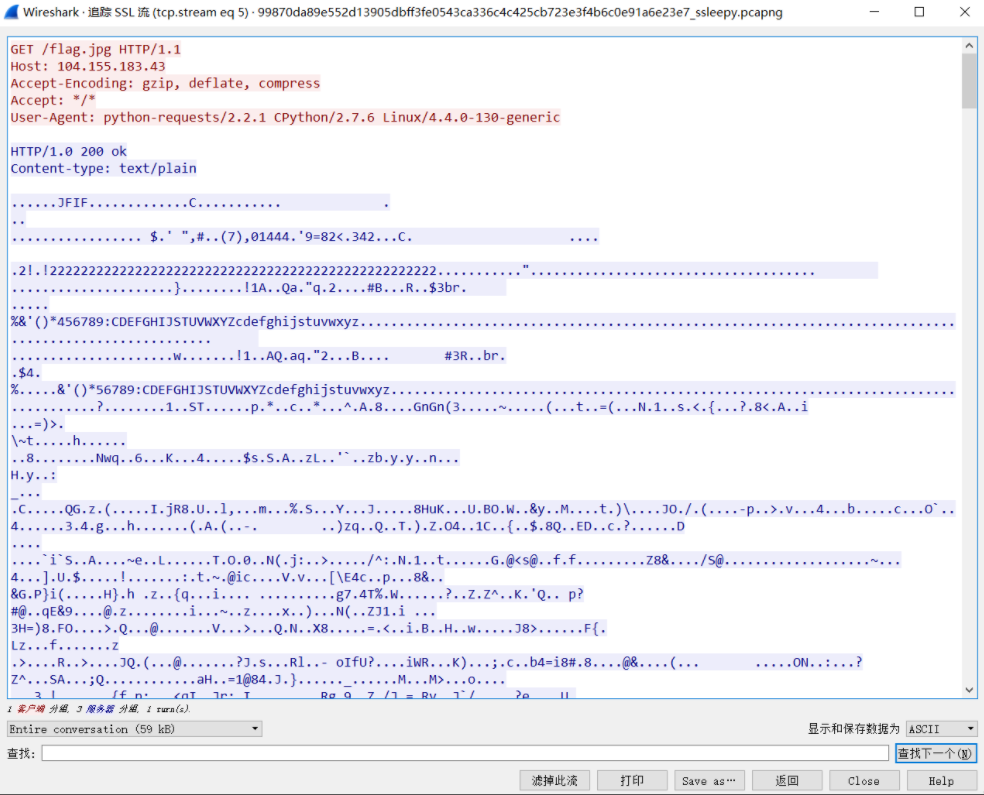 Wireshark · 追踪 SSL 流 (tcp.stream eq 5) · 99870da89e552d13905dbff3fe0543ca336c4c425cb723e3f4b6c0e91a6e23e7_ssleepy.pcapng
GET /flag.jpg HTTP/1.1
Host: 104.155.183.43
Accept-Encoding: gzip, deflate, compress
Accept: */*
User-Agent: python-requests/2.2.1 CPython/2.7.6 Linux/4.4.0-130-generic
HTTP/1.0 200 ok
Content-type: text/plain
......JFIF.............C........... .
..
................. $.' ",#..(7),01444.'9=82<.342...C. ....
.2!.!22222222222222222222222222222222222222222222222222...........".....................................
.....................}........!1A..Qa."q.2....#B...R..$3br.
.....
%&'()*456789:CDEFGHIJSTUVWXYZcdefghijstuvwxyz.............................................................................
..........................
.....................w.......!1..AQ.aq."2...B.... #3R..br.
.$4.
%.....&'()*56789:CDEFGHIJSTUVWXYZcdefghijstuvwxyz.........................................................................
...........?........1..ST......p.*..c..*...^.A.8....GnGn(3.....~.....(...t..=(...N.1..s.<.{...?.8<.A..i
...=)>.
\~t.....h......
..8........Nwq..6...K...4.....$s.S.A..zL..'`..zb.y.y..n...
H.y..:
_...
.C.....QG.z.(.....I.jR8.U..l,...m...%.S...Y...J.....8HuK...U.BO.W..&y..M....t.)\....JO./.(....-p..>.v...4...b.....c...O`..
4......3.4.g...h.......(.A.(..-. ..)zq..Q..T.).Z.O4..1C..{..$.8Q..ED..c.?......D
....
....`i`S..A....~e..L......T.O.0..N(.j:..>...../^:.N.1..t......G.@<s@..f.f.........Z8&..../S@...................~...
4...].U.$.....!.......:.t.~.@ic....V.v...[\E4c..p...8&..
&G.P}i(.....H}.h .z..{q...i.... ..........g7.4T%.W......?..Z.Z^..K.'Q.. p?
#@..qE&9....@.z........i...~..z....x..)...N(..ZJ1.i ...
3H=)8.FO....>.Q...@.......V...>...Q.N..X8.....=.<..i.B..H..w.....J8>......F{.
Lz...f.......z
.>....R..>....JQ.(...@.......?J.s...Rl..- oIfU?....iWR...K)...;.c..b4=i8#.8....@&....(... .....ON..:...?
Z^...SA...;Q............aH..=1@84.J.}......_......M...M>...o....
1 客户端 分组, 3 服务器 分组, 1 turn(s).
Entire conversation (59 kB)
显示和保存数据为 ASCII
查找:
查找下一个(N)
滤掉此流
打印
Save as…
返回
Close
Help